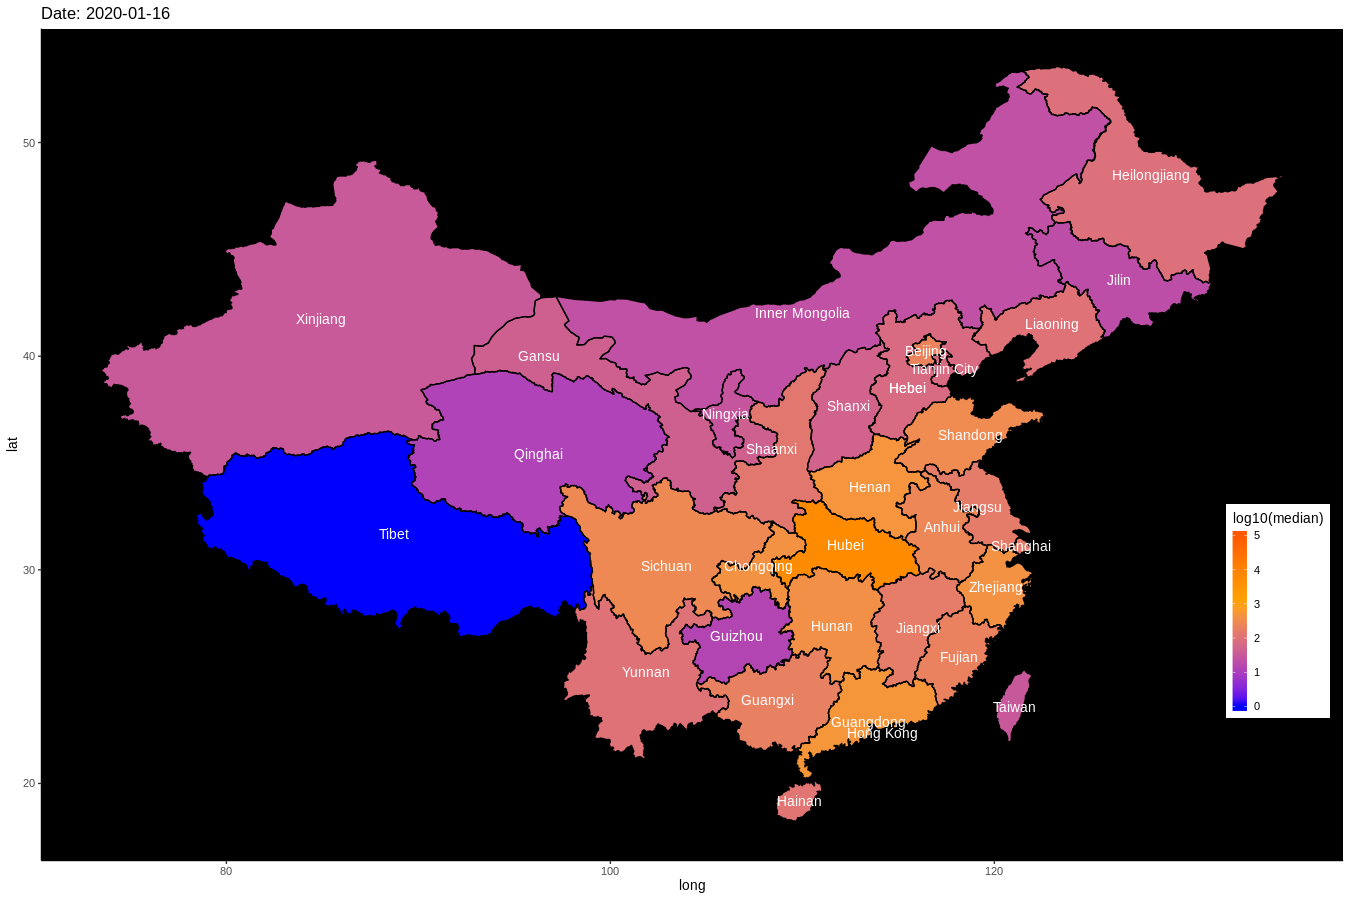 Date: 2020-01-16
50
Heilongjiang
Jilin
Inner Mongolia
Xinjiang
Liaoning
Beijing
40
Gansu
Tianjin City
Hebei
Shanxi
Ningxia
Shandong
lat
Shaanxi
Qinghai
Henan
Jiangsu
log10(median)
Anhui
5
Tibet
Hubei
Shanghai
30
Sichuan
Chongqing
4
Zhejiang
3
Hunan
Jiangxi
Guizhou
2
Fujian
Yunnan
1
Guangxi
Taiwan
0
Guangdong
Hong Kong
20
Hainan
80
100
120
long